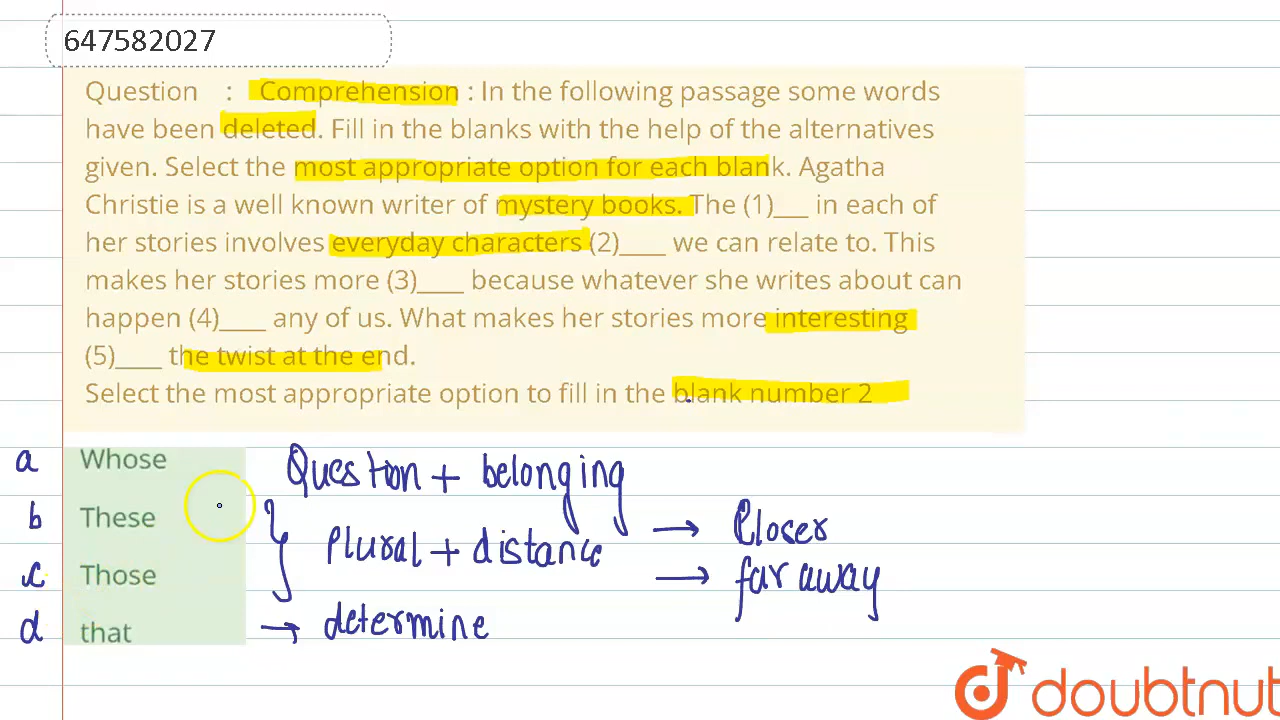 647582027
Question : Comprehension : In the following passage some words
have been deleted. Fill in the blanks with the help of the alternatives
given. Select the most appropriate option for each blank. Agatha
Christie is a well known writer of mystery books. The (1)___ in each of
her stories involves everyday characters (2)____ we can relate to. This
makes her stories more (3)____ because whatever she writes about can
happen (4)____ any of us. What makes her stories more interesting
(5)____ the twist at the end.
Select the most appropriate option to fill in the blank number 2
a Whose Question + belonging
b These → Closer
Plural + distance
c Those → far away
d that → determine
doubtnut